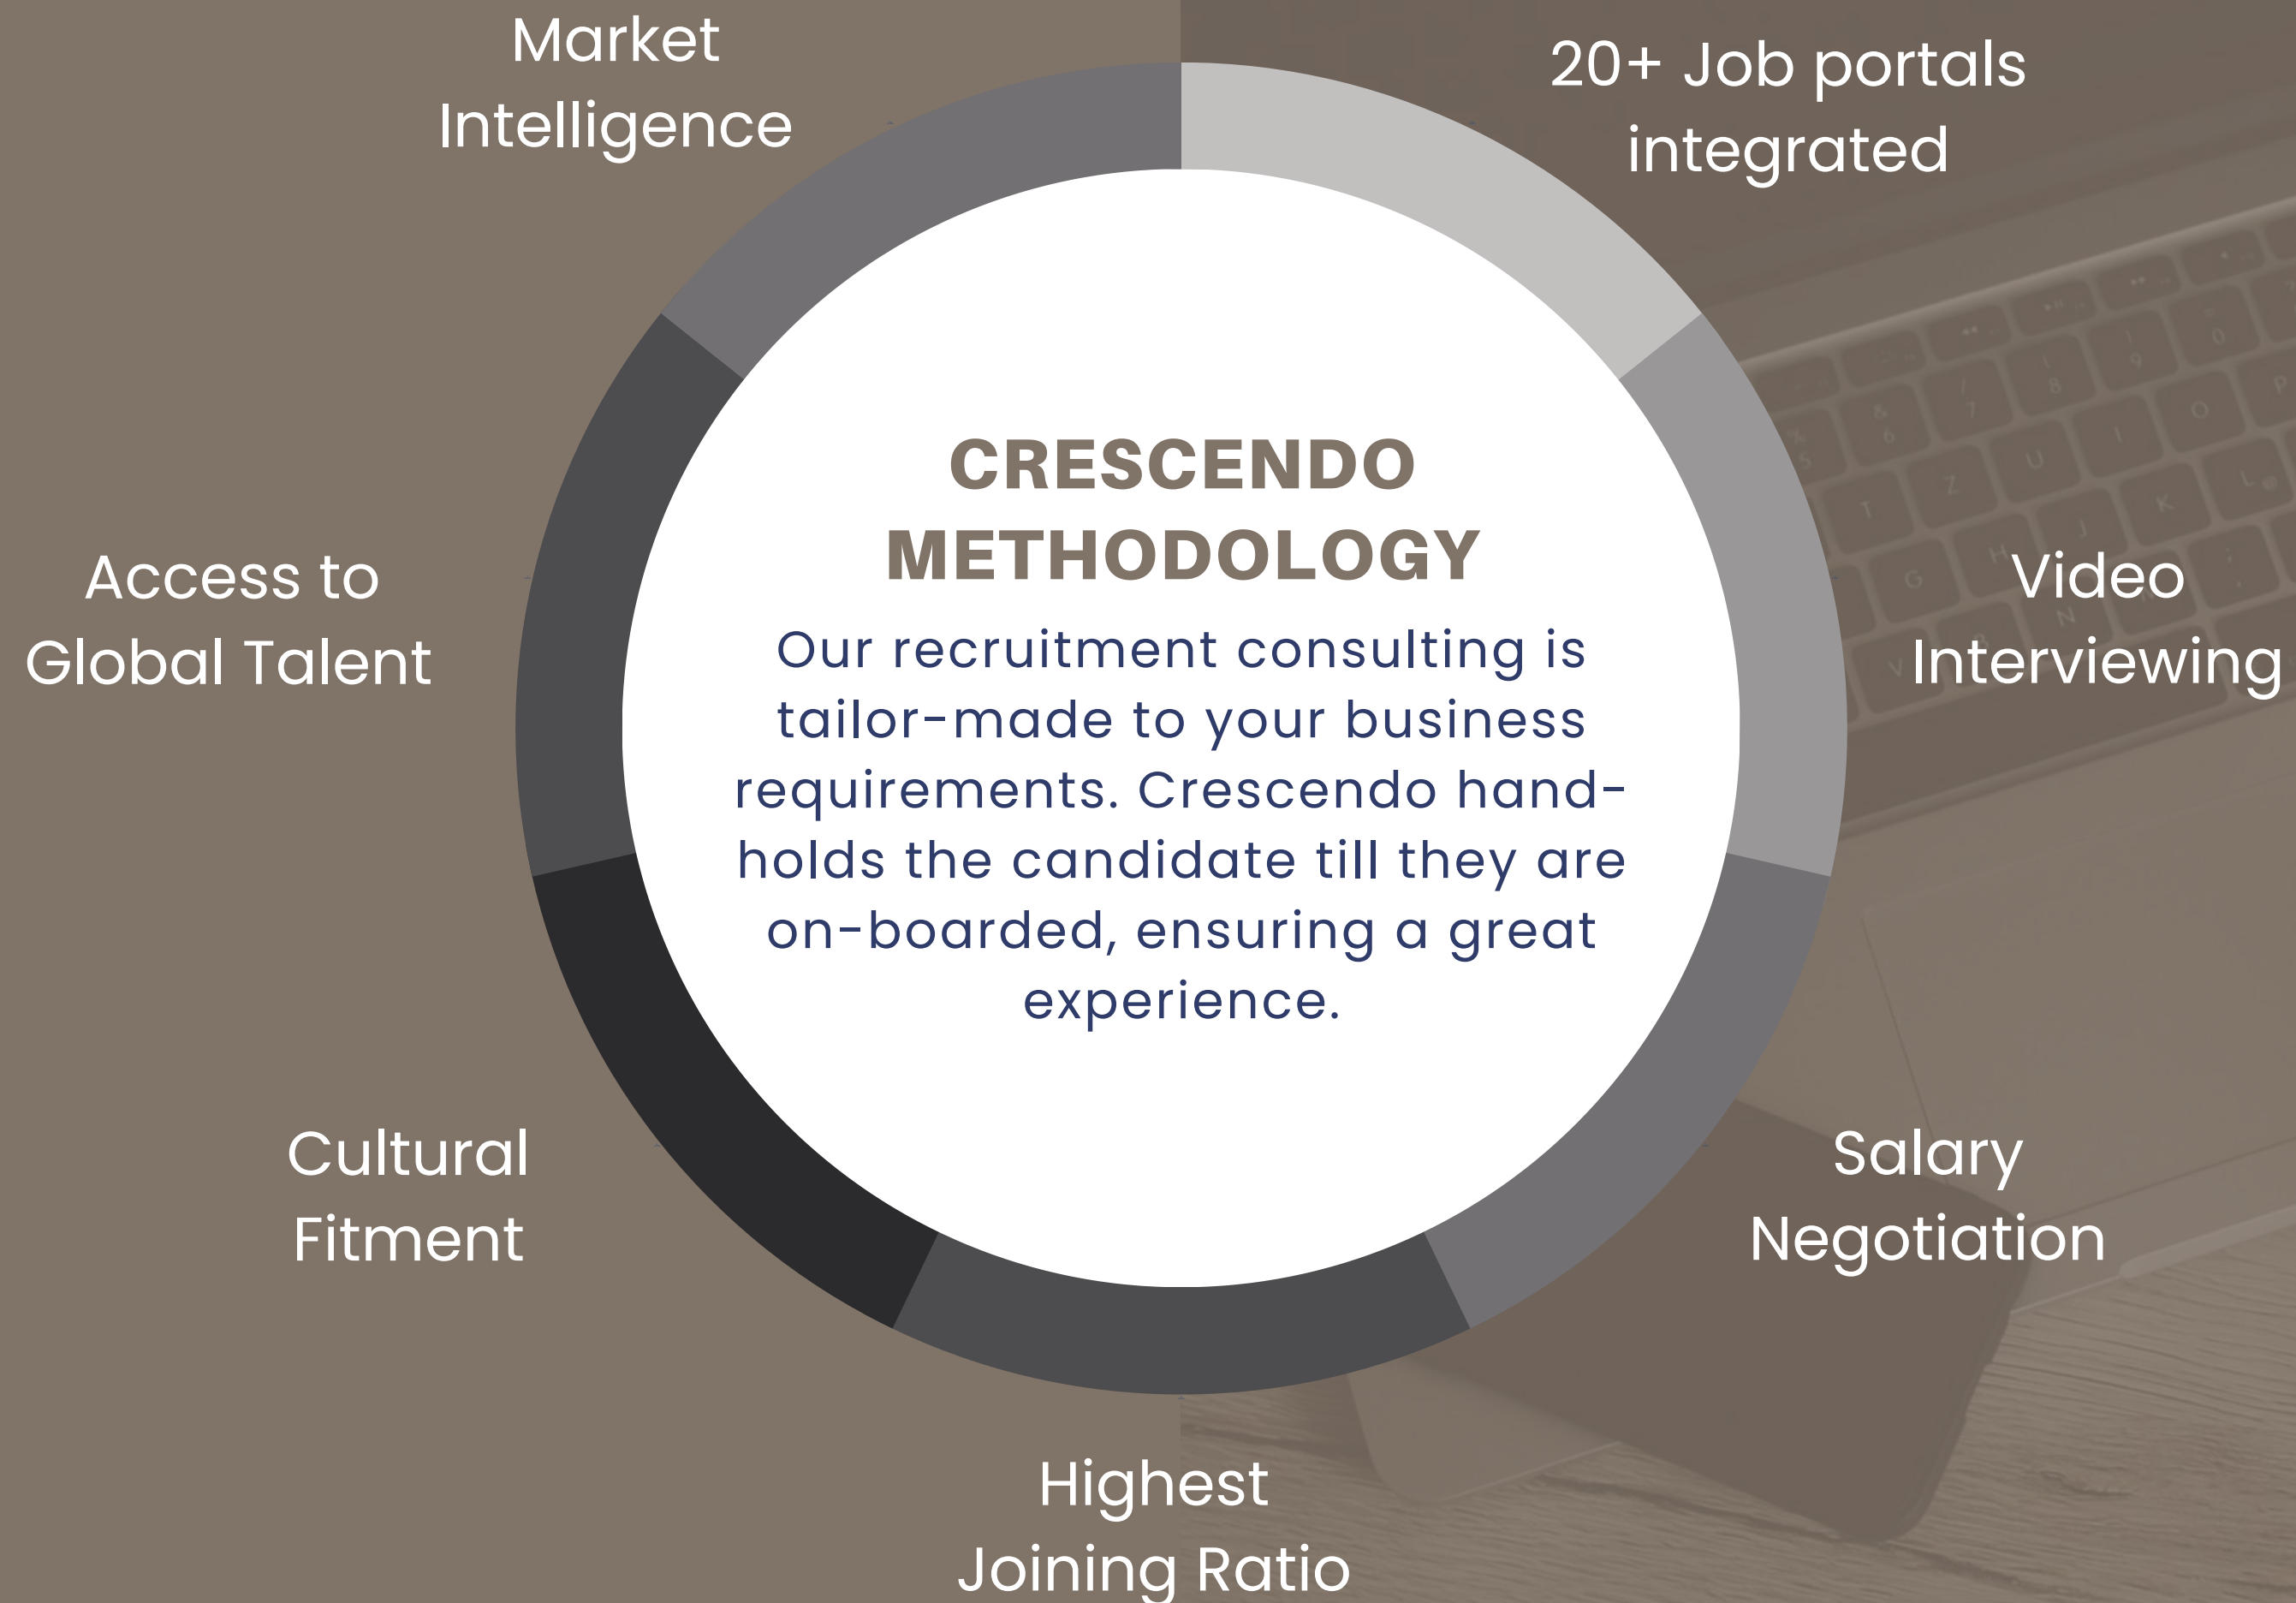 Market
Intelligence
20+ Job portals
integrated
CRESCENDO
METHODOLOGY
Our recruitment consulting is
tailor-made to your business
requirements. Crescendo hand-
holds the candidate till they are
on-boarded, ensuring a great
experience.
Access to
Global Talent
Video
Interviewing
Cultural
Fitment
Salary
Negotiation
Highest
Joining Ratio